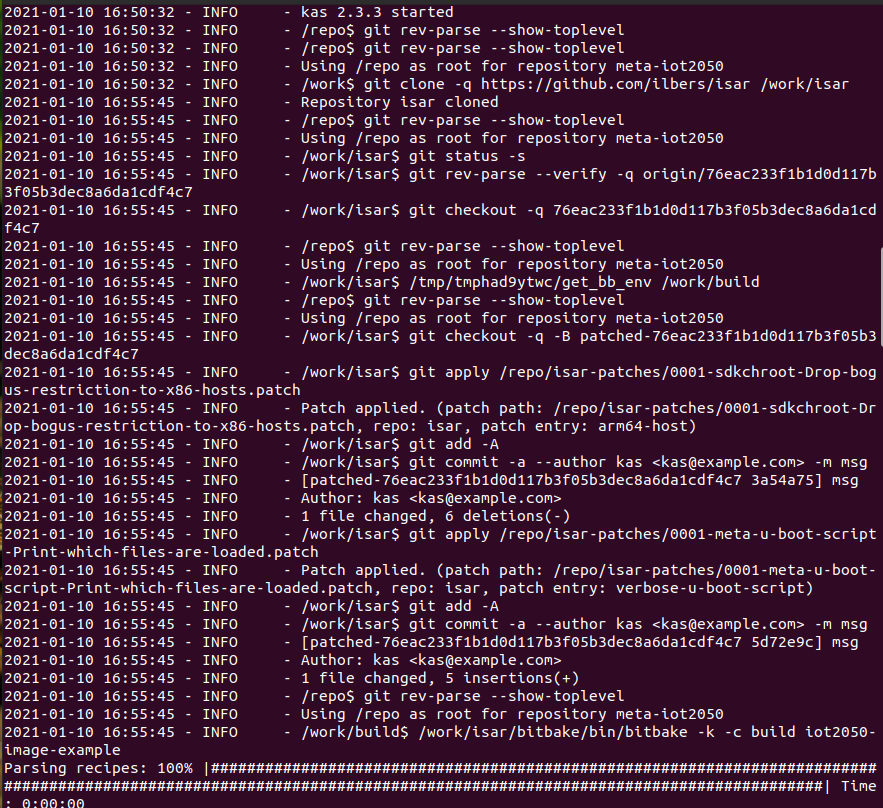 2021-01-10 16:50:32 - INFO     - kas 2.3.3 started
2021-01-10 16:50:32 - INFO     - /repo$ git rev-parse --show-toplevel
2021-01-10 16:50:32 - INFO     - /repo$ git rev-parse --show-toplevel
2021-01-10 16:50:32 - INFO     - Using /repo as root for repository meta-iot2050
2021-01-10 16:50:32 - INFO     - /work$ git clone -q https://github.com/ilbers/isar /work/isar
2021-01-10 16:55:45 - INFO     - Repository isar cloned
2021-01-10 16:55:45 - INFO     - /repo$ git rev-parse --show-toplevel
2021-01-10 16:55:45 - INFO     - Using /repo as root for repository meta-iot2050
2021-01-10 16:55:45 - INFO     - /work/isar$ git status -s
2021-01-10 16:55:45 - INFO     - /work/isar$ git rev-parse --verify -q origin/76eac233f1b1d0d117b
3f05b3dec8a6da1cdf4c7
2021-01-10 16:55:45 - INFO     - /work/isar$ git checkout -q 76eac233f1b1d0d117b3f05b3dec8a6da1cd
f4c7
2021-01-10 16:55:45 - INFO     - /repo$ git rev-parse --show-toplevel
2021-01-10 16:55:45 - INFO     - Using /repo as root for repository meta-iot2050
2021-01-10 16:55:45 - INFO     - /work/isar$ /tmp/tmphad9ytwc/get_bb_env /work/build
2021-01-10 16:55:45 - INFO     - /repo$ git rev-parse --show-toplevel
2021-01-10 16:55:45 - INFO     - Using /repo as root for repository meta-iot2050
2021-01-10 16:55:45 - INFO     - /work/isar$ git checkout -q -B patched-76eac233f1b1d0d117b3f05b3
dec8a6da1cdf4c7
2021-01-10 16:55:45 - INFO     - /work/isar$ git apply /repo/isar-patches/0001-sdkchroot-Drop-bog
us-restriction-to-x86-hosts.patch
2021-01-10 16:55:45 - INFO     - Patch applied. (patch path: /repo/isar-patches/0001-sdkchroot-Dr
op-bogus-restriction-to-x86-hosts.patch, repo: isar, patch entry: arm64-host)
2021-01-10 16:55:45 - INFO     - /work/isar$ git add -A
2021-01-10 16:55:45 - INFO     - /work/isar$ git commit -a --author kas <kas@example.com> -m msg
2021-01-10 16:55:45 - INFO     - [patched-76eac233f1b1d0d117b3f05b3dec8a6da1cdf4c7 3a54a75] msg
2021-01-10 16:55:45 - INFO     - Author: kas <kas@example.com>
2021-01-10 16:55:45 - INFO     - 1 file changed, 6 deletions(-)
2021-01-10 16:55:45 - INFO     - /work/isar$ git apply /repo/isar-patches/0001-meta-u-boot-script
-Print-which-files-are-loaded.patch
2021-01-10 16:55:45 - INFO     - Patch applied. (patch path: /repo/isar-patches/0001-meta-u-boot-
script-Print-which-files-are-loaded.patch, repo: isar, patch entry: verbose-u-boot-script)
2021-01-10 16:55:45 - INFO     - /work/isar$ git add -A
2021-01-10 16:55:45 - INFO     - /work/isar$ git commit -a --author kas <kas@example.com> -m msg
2021-01-10 16:55:45 - INFO     - [patched-76eac233f1b1d0d117b3f05b3dec8a6da1cdf4c7 5d72e9c] msg
2021-01-10 16:55:45 - INFO     - Author: kas <kas@example.com>
2021-01-10 16:55:45 - INFO     - 1 file changed, 5 insertions(+)
2021-01-10 16:55:45 - INFO     - /repo$ git rev-parse --show-toplevel
2021-01-10 16:55:45 - INFO     - Using /repo as root for repository meta-iot2050
2021-01-10 16:55:45 - INFO     - /work/build$ /work/isar/bitbake/bin/bitbake -k -c build iot2050-
image-example
Parsing recipes: 100% |##########################################################################
###########################################################################################| Time
: 0:00:00